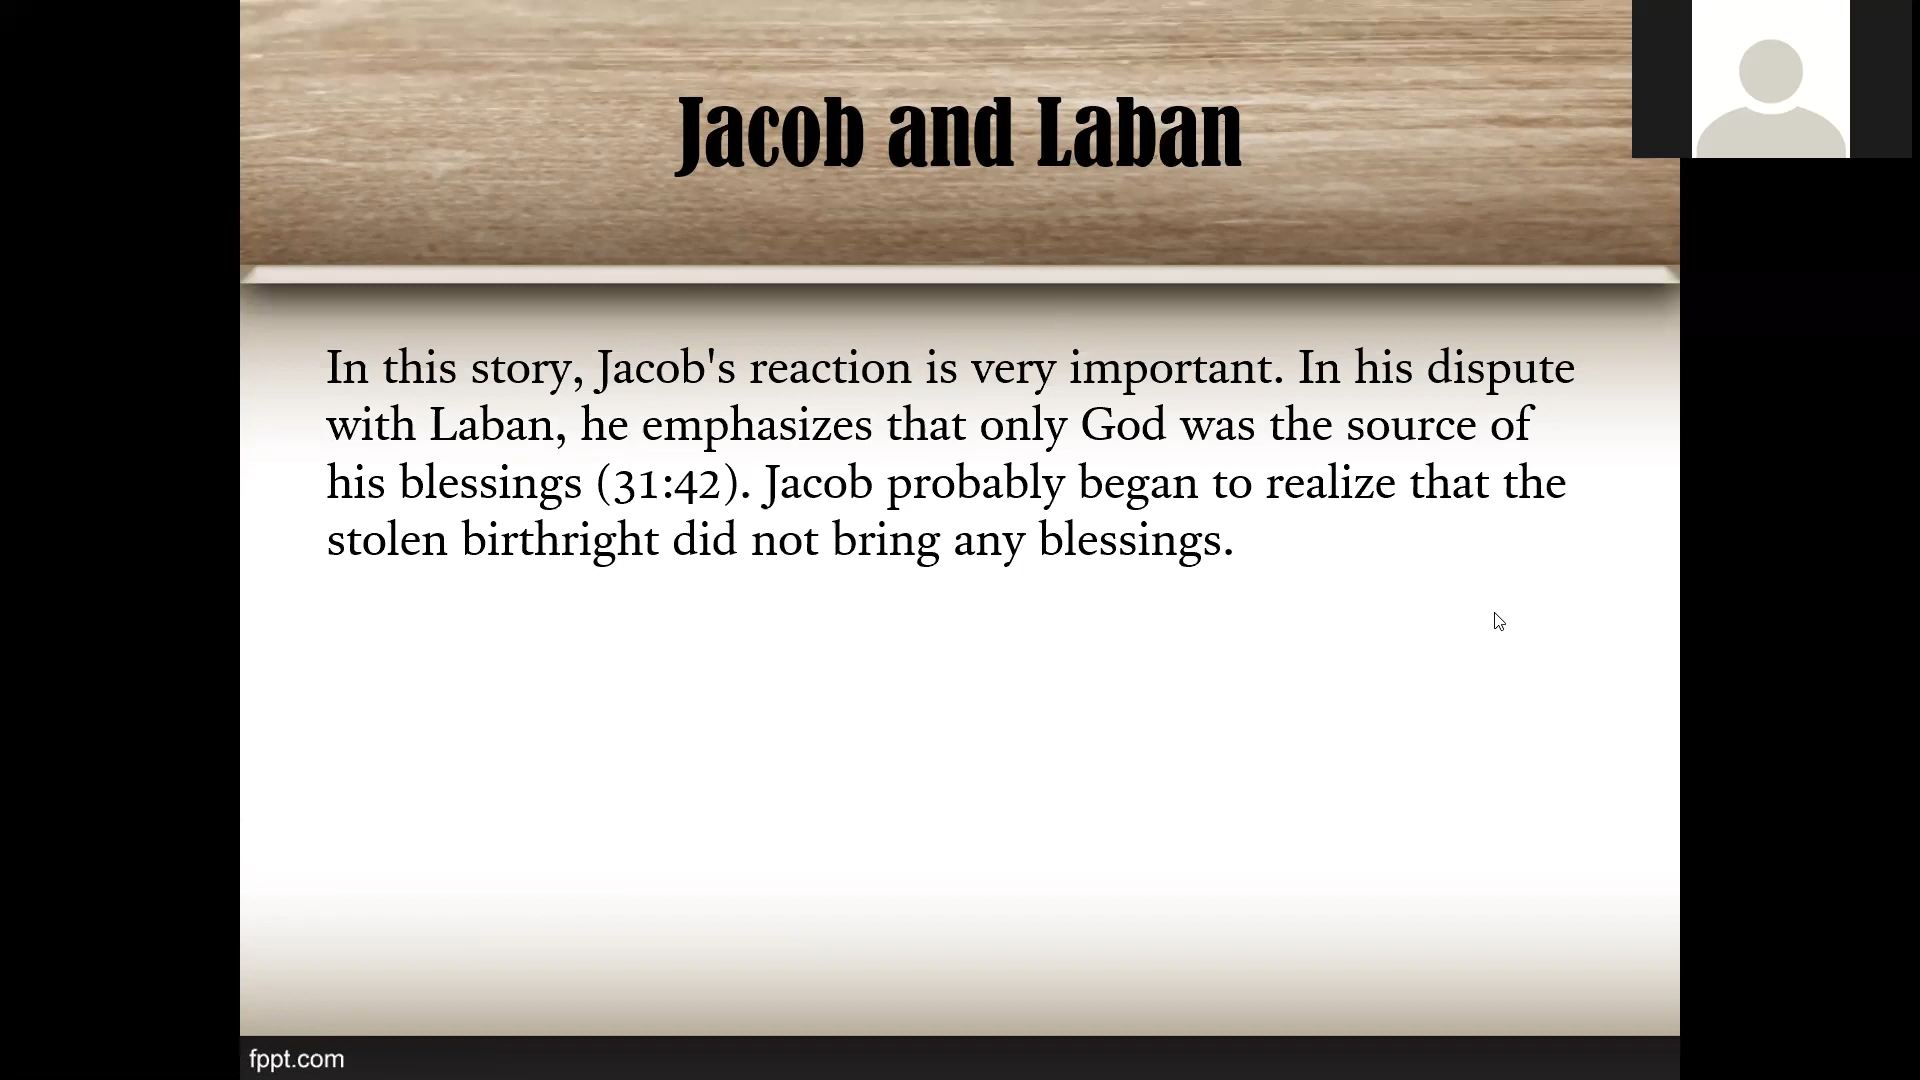 Jacob and Laban
In this story, Jacob's reaction is very important. In his dispute
with Laban, he emphasizes that only God was the source of
his blessings (31:42). Jacob probably began to realize that the
stolen birthright did not bring any blessings.
fppt.com